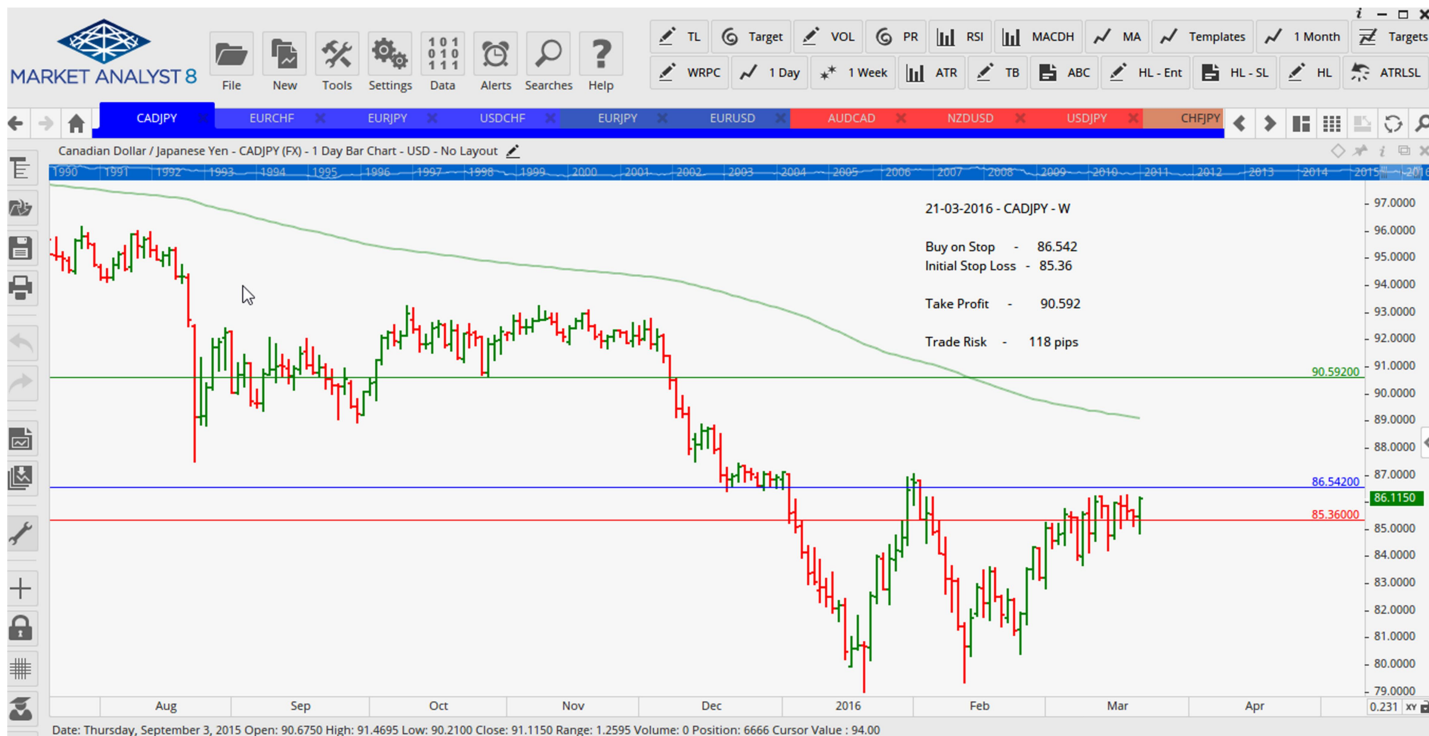 i
MARKET ANALYST 8
File New Tools Settings Data Alerts Searches Help
101
010
111
TL Target VOL PR RSI MACDH MA Templates 1 Month Targets
WRPC 1 Day 1 Week ATR TB ABC HL - Ent HL - SL HL ATRLSL
CADJPY EURCHF EURJPY USDCHF EURJPY EURUSD AUDCAD NZDUSD USDJPY CHFJPY
Canadian Dollar / Japanese Yen - CADJPY (FX) - 1 Day Bar Chart - USD - No Layout
1990 1991 1992 1993 1994 1995 1996 1997 1998 1999 2000 2001 2002 2003 2004 2005 2006 2007 2008 2009 2010 2011 2012 2013 2014 2015
21-03-2016 - CADJPY - W
Buy on Stop - 86.542
Initial Stop Loss - 85.36
Take Profit - 90.592
Trade Risk - 118 pips
97.0000
96.0000
95.0000
94.0000
93.0000
92.0000
91.0000
90.59200
90.0000
89.0000
88.0000
87.0000
86.54200
86.1150
85.36000
85.0000
84.0000
83.0000
82.0000
81.0000
80.0000
79.0000
Aug Sep Oct Nov Dec 2016 Feb Mar Apr
0.231 XY
Date: Thursday, September 3, 2015 Open: 90.6750 High: 91.4695 Low: 90.2100 Close: 91.1150 Range: 1.2595 Volume: 0 Position: 6666 Cursor Value : 94.00